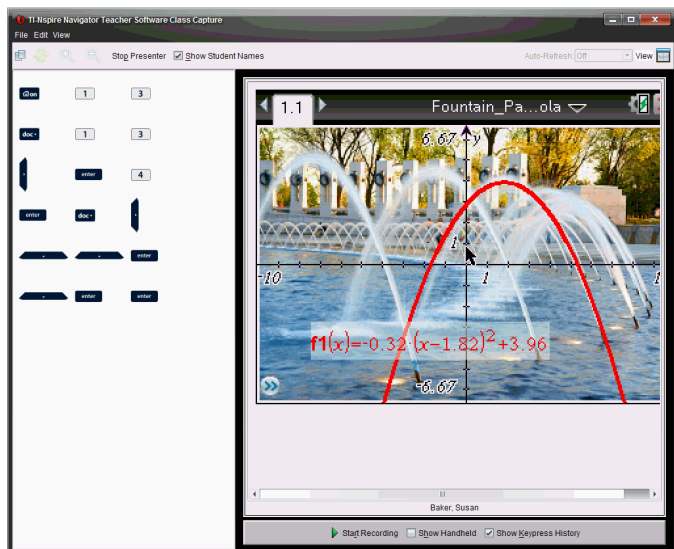 TI-Nspire Navigator Teacher Software Class Capture
File Edit View
Stop Presenter Show Student Names Auto-Refresh: Off View
on 1 3
doc 1 3
enter 4
enter doc
enter
enter enter
1.1 Fountain_Pa...ola
6.67 y
1
-10 1 1
f1(x)=-0.32·(x-1.82)²+3.96
-6.67
Baker, Susan
Start Recording Show Handheld Show Keypress History